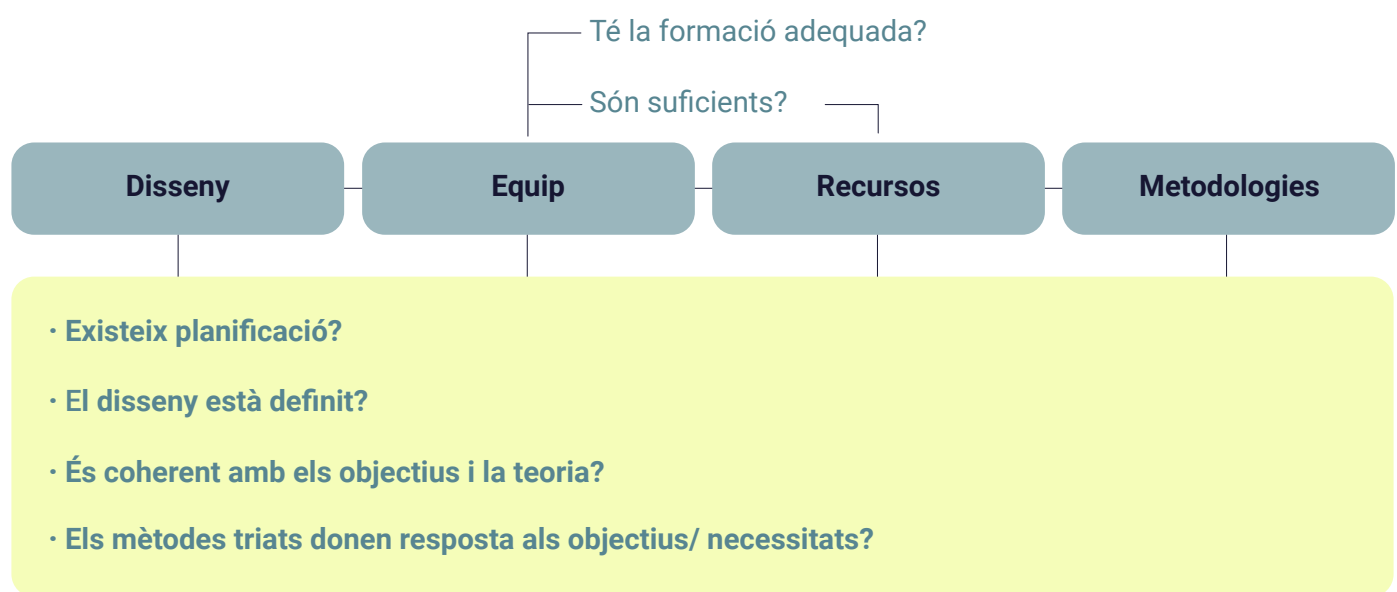 Té la formació adequada?
Són suficients?
Disseny
Equip
Recursos
Metodologies
· Existeix planificació?
· El disseny està definit?
· És coherent amb els objectius i la teoria?
· Els mètodes triats donen resposta als objectius/ necessitats?